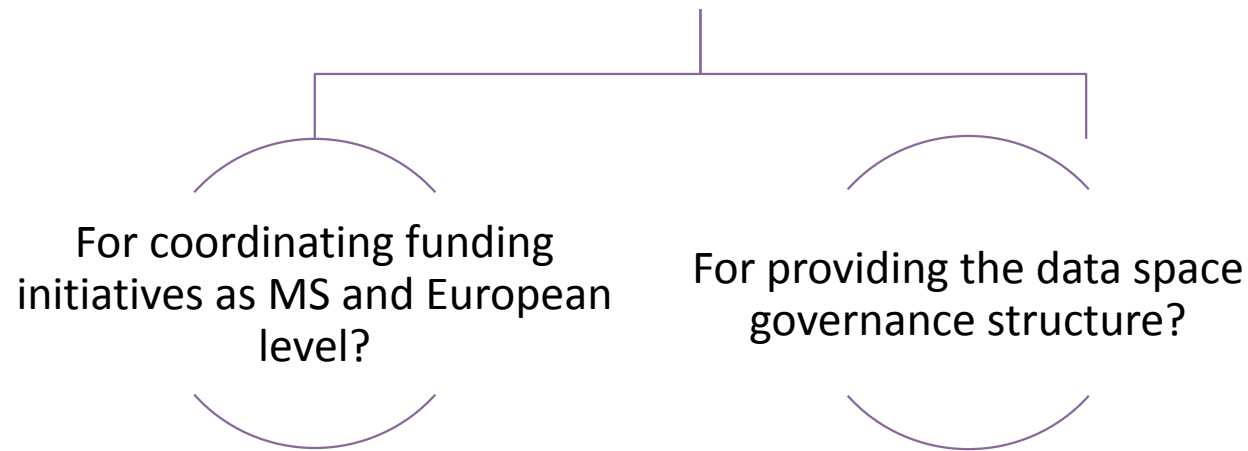 For coordinating funding
initiatives as MS and European
level?
For providing the data space
governance structure?